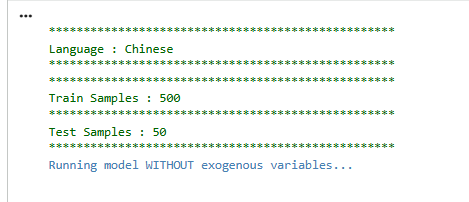 ...
**************************************************
Language : Chinese
**************************************************
**************************************************
Train Samples : 500
**************************************************
Test Samples : 50
**************************************************
Running model WITHOUT exogenous variables...